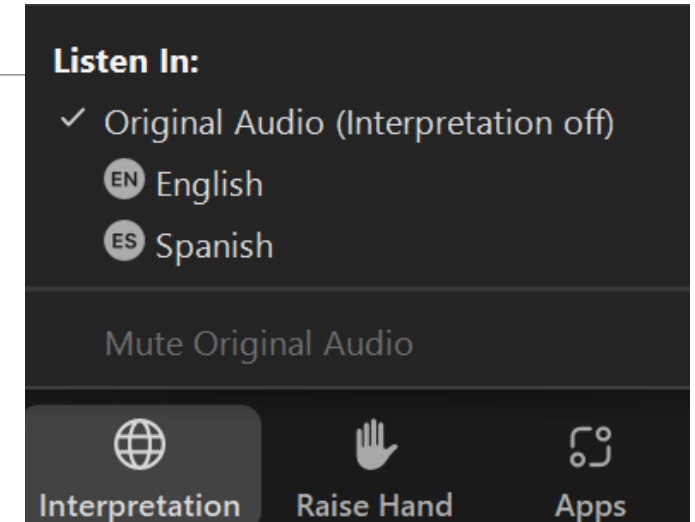 Listen In:
✓ Original Audio (Interpretation off)
EN English
ES Spanish
Mute Original Audio
Interpretation Raise Hand Apps